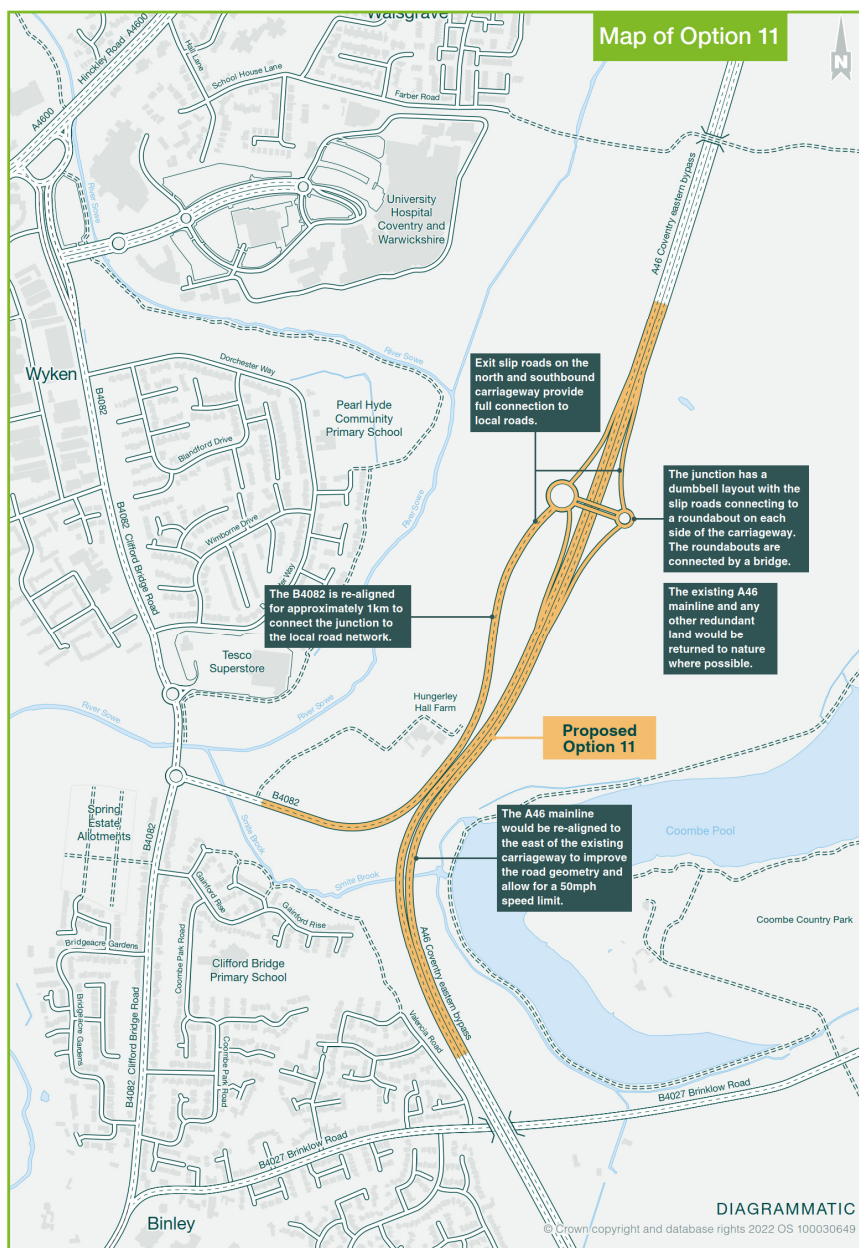 Map of Option 11
N
Walsgrave
Hinckley Road A4600
A4600
Hall Lane
School House Lane
Farber Road
River Sowe
University
Hospital
Coventry and
Warwickshire
A46 Coventry eastern bypass
River Sowe
Wyken
B4082
Dorchester Way
Pearl Hyde
Community
Primary School
Blandford Drive
River Sowe
Wimborne Drive
Exit slip roads on the
north and southbound
carriageway provide
full connection to
local roads.
The junction has a
dumbbell layout with the
slip roads connecting to
a roundabout on each
side of the carriageway.
The roundabouts are
connected by a bridge.
The existing A46
mainline and any
other redundant
land would be
returned to nature
where possible.
B4082 Clifford Bridge Road
The B4082 is re-aligned
for approximately 1km to
connect the junction to
the local road network.
Way
Tesco
Superstore
River Sowe
River Sowe
Hungerley
Hall Farm
Proposed
Option 11
B4082
Spring
Estate
Allotments
B4082
Smite Brook
Smite Brook
The A46 mainline
would be re-aligned to
the east of the existing
carriageway to improve
the road geometry and
allow for a 50mph
speed limit.
Coombe Pool
Coombe Country Park
Gainford Rise
Gainford Rise
Bridgeacre Gardens
Coombe Park Road
Clifford Bridge
Primary School
A46 Coventry eastern bypass
Bridgeacre Gardens
B4082 Clifford Bridge Road
Coombe Park Road
Valencia Road
B4027 Brinklow Road
B4027 Brinklow Road
Binley
DIAGRAMMATIC
© Crown copyright and database rights 2022 OS 100030649